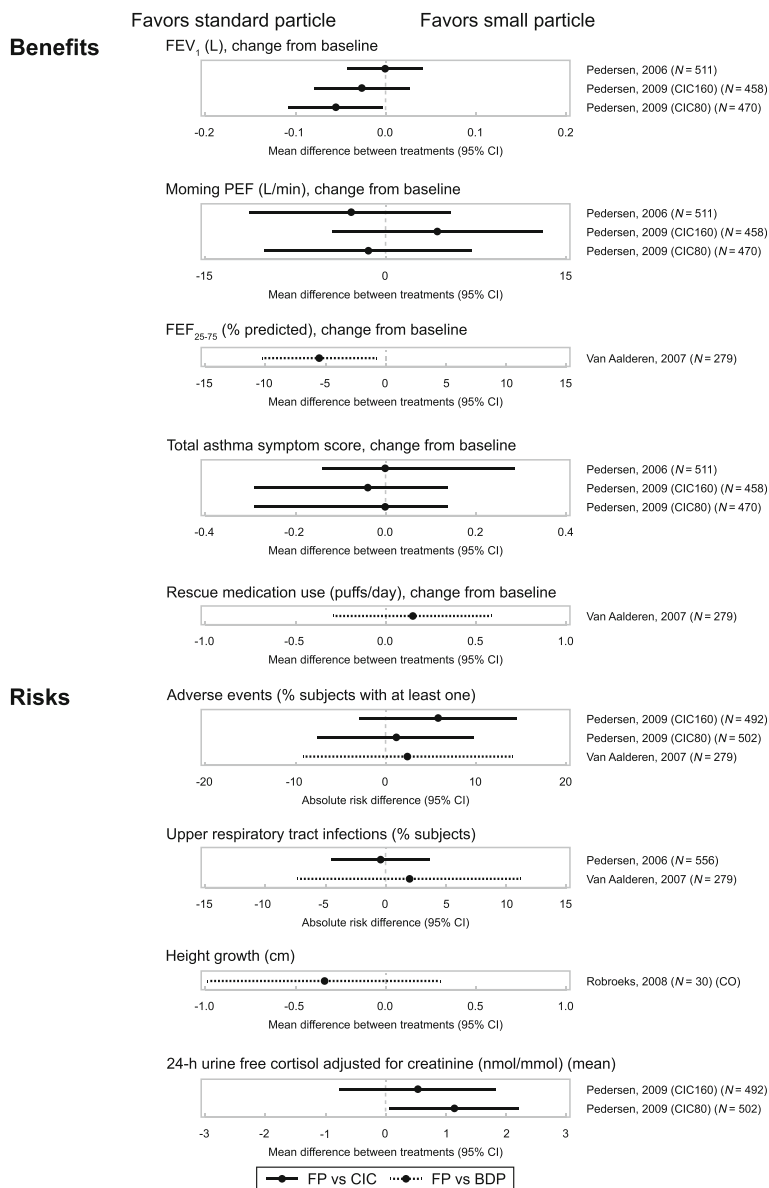 Favors standard particle Favors small particle
Benefits
FEV1 (L), change from baseline
Pedersen, 2006 (N = 511)
Pedersen, 2009 (CIC160) (N = 458)
Pedersen, 2009 (CIC80) (N = 470)
-0.2 -0.1 0.0 0.1 0.2
Mean difference between treatments (95% CI)
Moming PEF (L/min), change from baseline
Pedersen, 2006 (N = 511)
Pedersen, 2009 (CIC160) (N = 458)
Pedersen, 2009 (CIC80) (N = 470)
-15 0 15
Mean difference between treatments (95% CI)
FEF25-75 (% predicted), change from baseline
Van Aalderen, 2007 (N = 279)
-15 -10 -5 0 5 10 15
Mean difference between treatments (95% CI)
Total asthma symptom score, change from baseline
Pedersen, 2006 (N = 511)
Pedersen, 2009 (CIC160) (N = 458)
Pedersen, 2009 (CIC80) (N = 470)
-0.4 -0.2 0.0 0.2 0.4
Mean difference between treatments (95% CI)
Rescue medication use (puffs/day), change from baseline
Van Aalderen, 2007 (N = 279)
-1.0 -0.5 0.0 0.5 1.0
Mean difference between treatments (95% CI)
Risks
Adverse events (% subjects with at least one)
Pedersen, 2009 (CIC160) (N = 492)
Pedersen, 2009 (CIC80) (N = 502)
Van Aalderen, 2007 (N = 279)
-20 -10 0 10 20
Absolute risk difference (95% CI)
Upper respiratory tract infections (% subjects)
Pedersen, 2006 (N = 556)
Van Aalderen, 2007 (N = 279)
-15 -10 -5 0 5 10 15
Absolute risk difference (95% CI)
Height growth (cm)
Robroeks, 2008 (N = 30) (CO)
-1.0 -0.5 0.0 0.5 1.0
Mean difference between treatments (95% CI)
24-h urine free cortisol adjusted for creatinine (nmol/mmol) (mean)
Pedersen, 2009 (CIC160) (N = 492)
Pedersen, 2009 (CIC80) (N = 502)
-3 -2 -1 0 1 2 3
Mean difference between treatments (95% CI)
FP vs CIC FP vs BDP